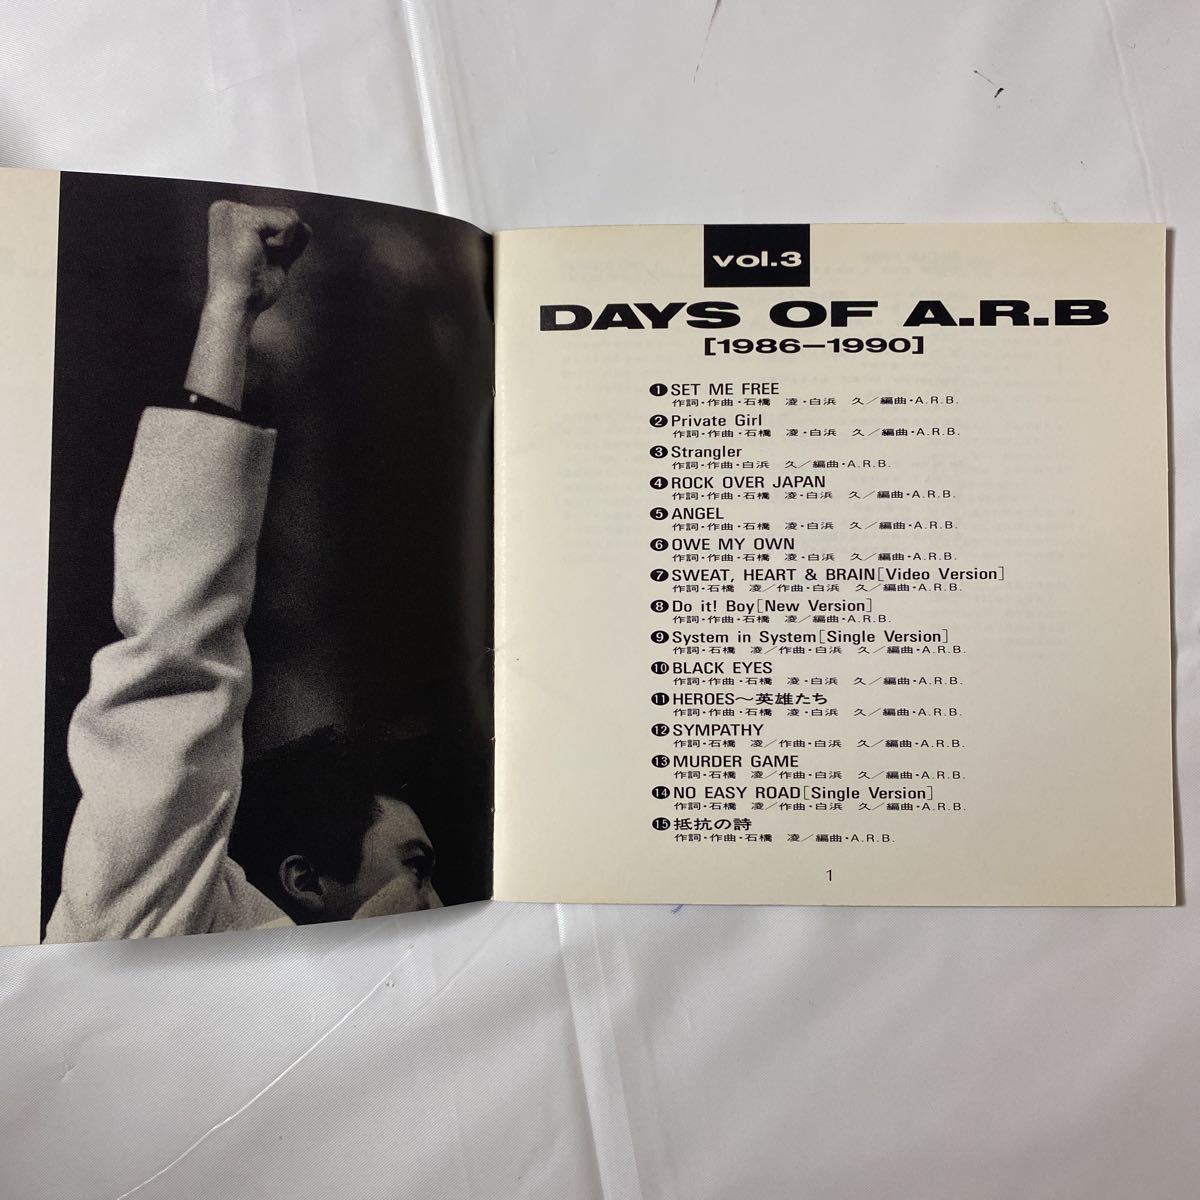 vol.3
DAYS OF A.R.B
[1986−1990]
❶SET ME FREE
作詞・作曲・石橋　凌・白浜　久／編曲・A.R.B.
❷Private Girl
作詞・作曲・石橋　凌・白浜　久／編曲・A.R.B.
❸Strangler
作詞・作曲・白浜　久／編曲・A.R.B.
❹ROCK OVER JAPAN
作詞・作曲・石橋　凌・白浜　久／編曲・A.R.B.
❺ANGEL
作詞・作曲・石橋　凌・白浜　久／編曲・A.R.B.
❻OWE MY OWN
作詞・作曲・石橋　凌・白浜　久／編曲・A.R.B.
❼SWEAT, HEART & BRAIN[Video Version]
作詞・石橋　凌／作曲・白浜　久／編曲・A.R.B.
❽Do it! Boy[New Version]
作詞・作曲・石橋　凌／編曲・A.R.B.
❾System in System[Single Version]
作詞・石橋　凌／作曲・白浜　久／編曲・A.R.B.
❿BLACK EYES
作詞・作曲・石橋　凌・白浜　久／編曲・A.R.B.
⓫HEROES〜英雄たち
作詞・作曲・石橋　凌・白浜　久／編曲・A.R.B.
⓬SYMPATHY
作詞・石橋　凌／作曲・白浜　久／編曲・A.R.B.
⓭MURDER GAME
作詞・石橋　凌／作曲・白浜　久／編曲・A.R.B.
⓮NO EASY ROAD[Single Version]
作詞・石橋　凌／作曲・白浜　久／編曲・A.R.B.
⓯抵抗の詩
作詞・作曲・石橋　凌／編曲・A.R.B.
1